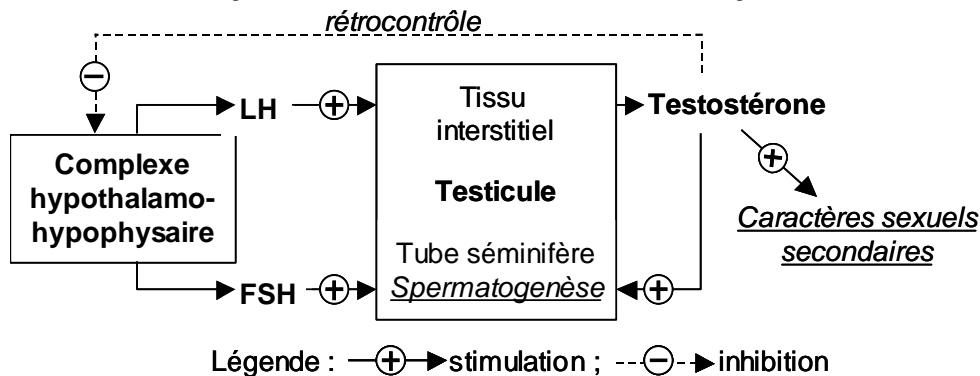 rétrocontrôle
LH
Tissu
interstitiel
Testostérone
Complexe
hypothalamo-
hypophysaire
Testicule
Caractères sexuels
secondaires
Tube séminifère
Spermatogenèse
FSH
Légende : + stimulation ; - inhibition